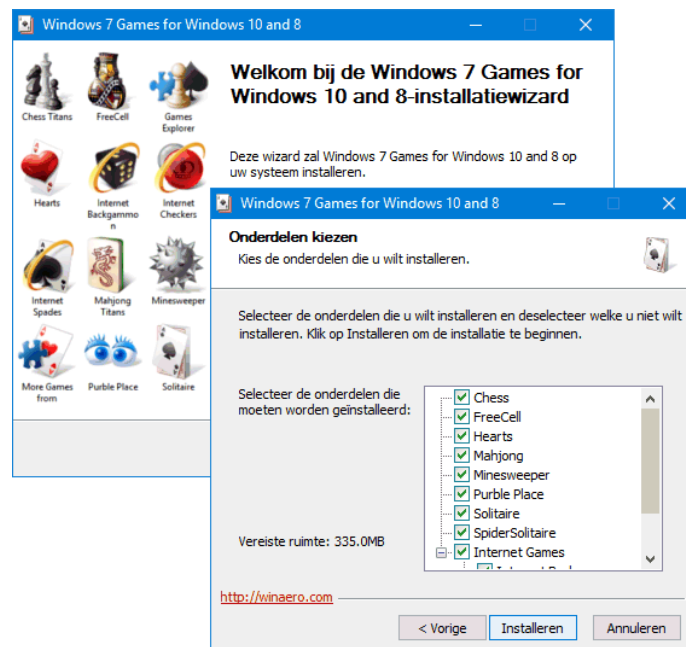 Windows 7 Games for Windows 10 and 8
Chess Titans
FreeCell
Games
Explorer
Hearts
Internet
Backgammo
n
Internet
Checkers
Internet
Spades
Mahjong
Titans
Minesweeper
More Games
from
Purble Place
Solitaire
Welkom bij de Windows 7 Games for
Windows 10 and 8-installatiewizard
Deze wizard zal Windows 7 Games for Windows 10 and 8 op
uw systeem installeren.
Windows 7 Games for Windows 10 and 8
Onderdelen kiezen
Kies de onderdelen die u wilt installeren.
Selecteer de onderdelen die u wilt installeren en deselecteer welke u niet wilt
installeren. Klik op Installeren om de installatie te beginnen.
Selecteer de onderdelen die
moeten worden geïnstalleerd:
Chess
FreeCell
Hearts
Mahjong
Minesweeper
Purble Place
Solitaire
SpiderSolitaire
Internet Games
Vereiste ruimte: 335.0MB
http://winaero.com
< Vorige
Installeren
Annuleren